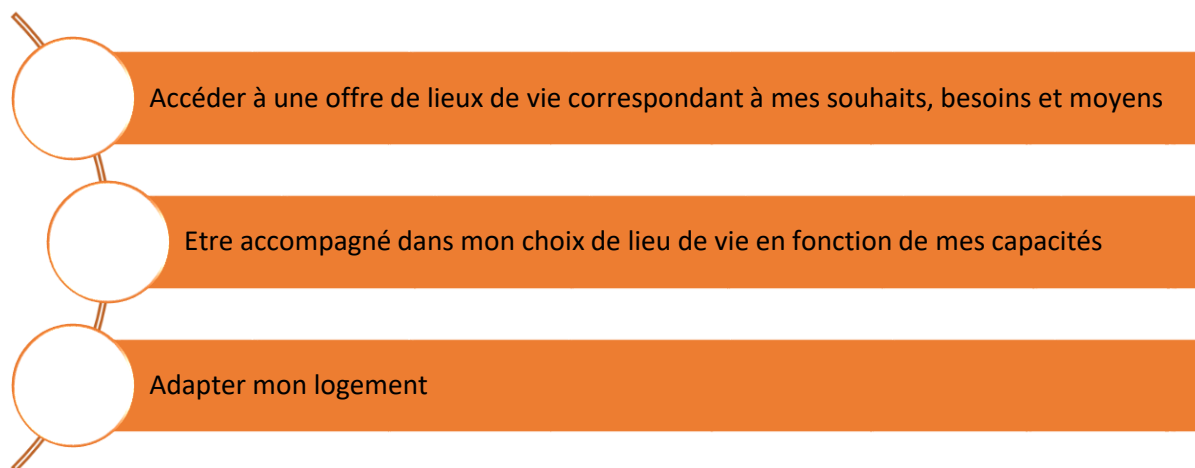 Accéder à une offre de lieux de vie correspondant à mes souhaits, besoins et moyens
Etre accompagné dans mon choix de lieu de vie en fonction de mes capacités
Adapter mon logement